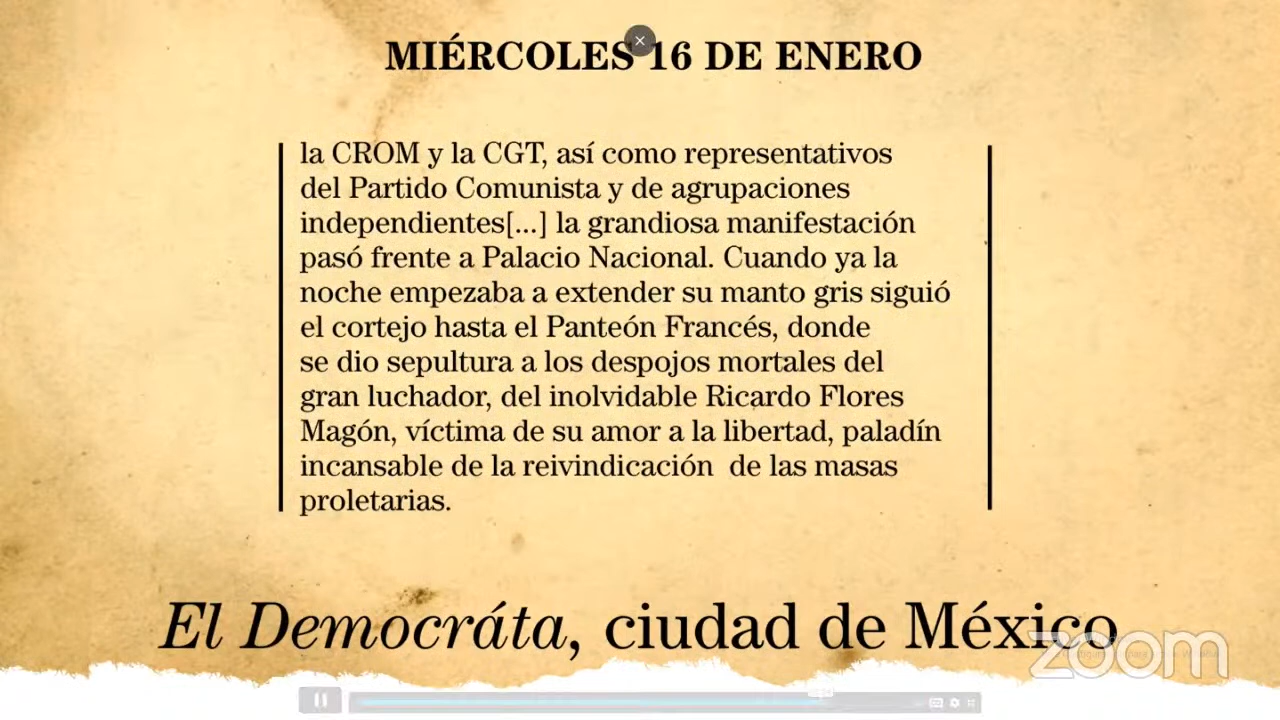 MIÉRCOLES 16 DE ENERO
la CROM y la CGT, así como representativos
del Partido Comunista y de agrupaciones
independientes[...] la grandiosa manifestación
pasó frente a Palacio Nacional. Cuando ya la
noche empezaba a extender su manto gris siguió
el cortejo hasta el Panteón Francés, donde
se dio sepultura a los despojos mortales del
gran luchador, del inolvidable Ricardo Flores
Magón, víctima de su amor a la libertad, paladín
incansable de la reivindicación de las masas
proletarias.
El Democráta, ciudad de México
zoom